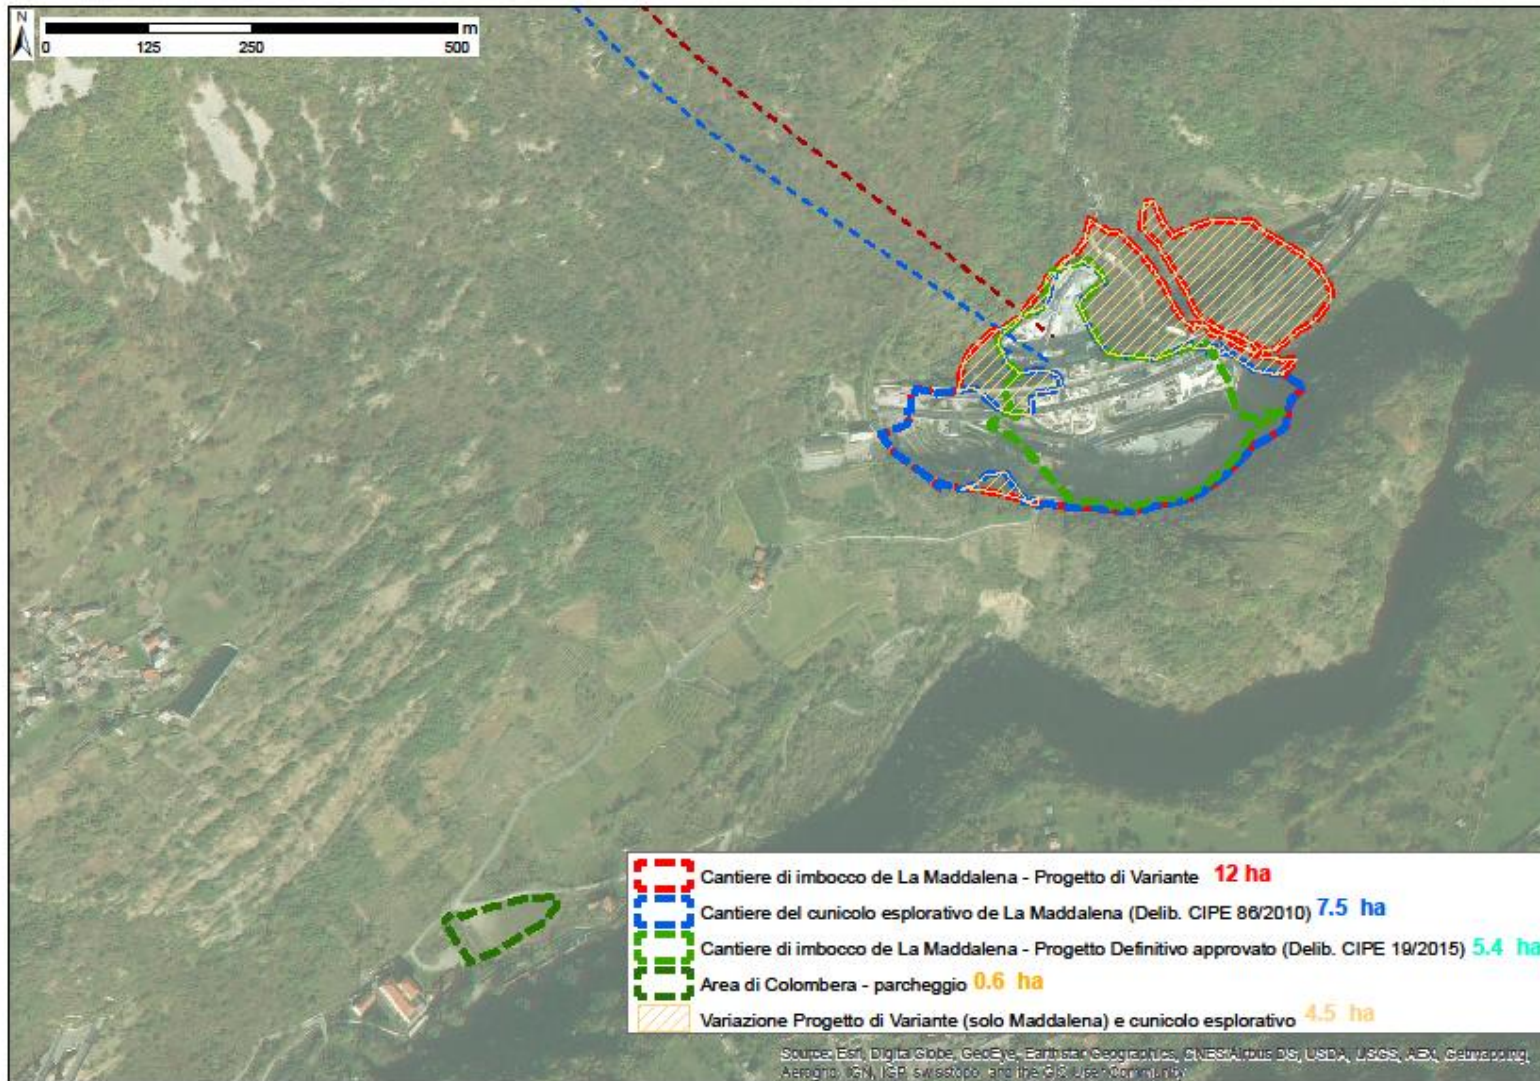 N
m
0 125 250 500
Cantiere di imbocco de La Maddalena - Progetto di Variante 12 ha
Cantiere del cunicolo esplorativo de La Maddalena (Delib. CIPE 86/2010) 7.5 ha
Cantiere di imbocco de La Maddalena - Progetto Definitivo approvato (Delib. CIPE 19/2015) 5.4 ha
Area di Colombera - parcheggio 0.6 ha
Variazione Progetto di Variante (solo Maddalena) e cunicolo esplorativo 4.5 ha
Source: Esri, Digital Globe, GeoEye, Earthstar Geographics, CNES/Airbus DS, USDA, USGS, AEX, Getmapping,
Aerogrid, IGN, IGP, swisstopo, and the GIS User Community